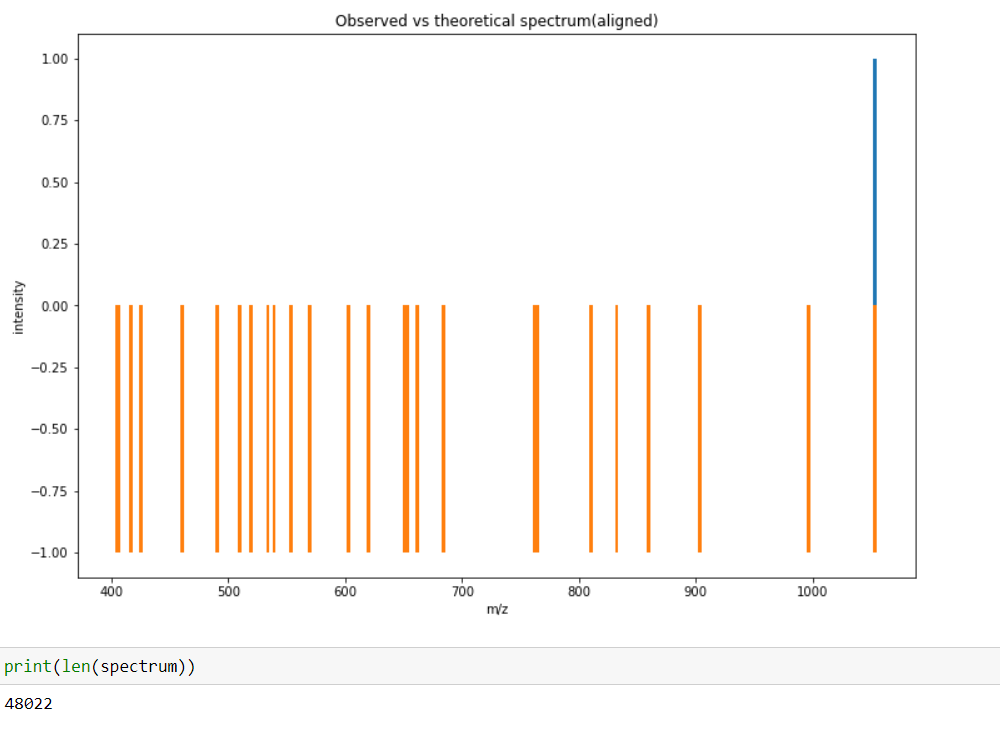 Observed vs theoretical spectrum(aligned)
1.00
0.75
0.50
0.25
0.00
−0.25
−0.50
−0.75
−1.00
intensity
400 500 600 700 800 900 1000
m/z
print(len(spectrum))
48022